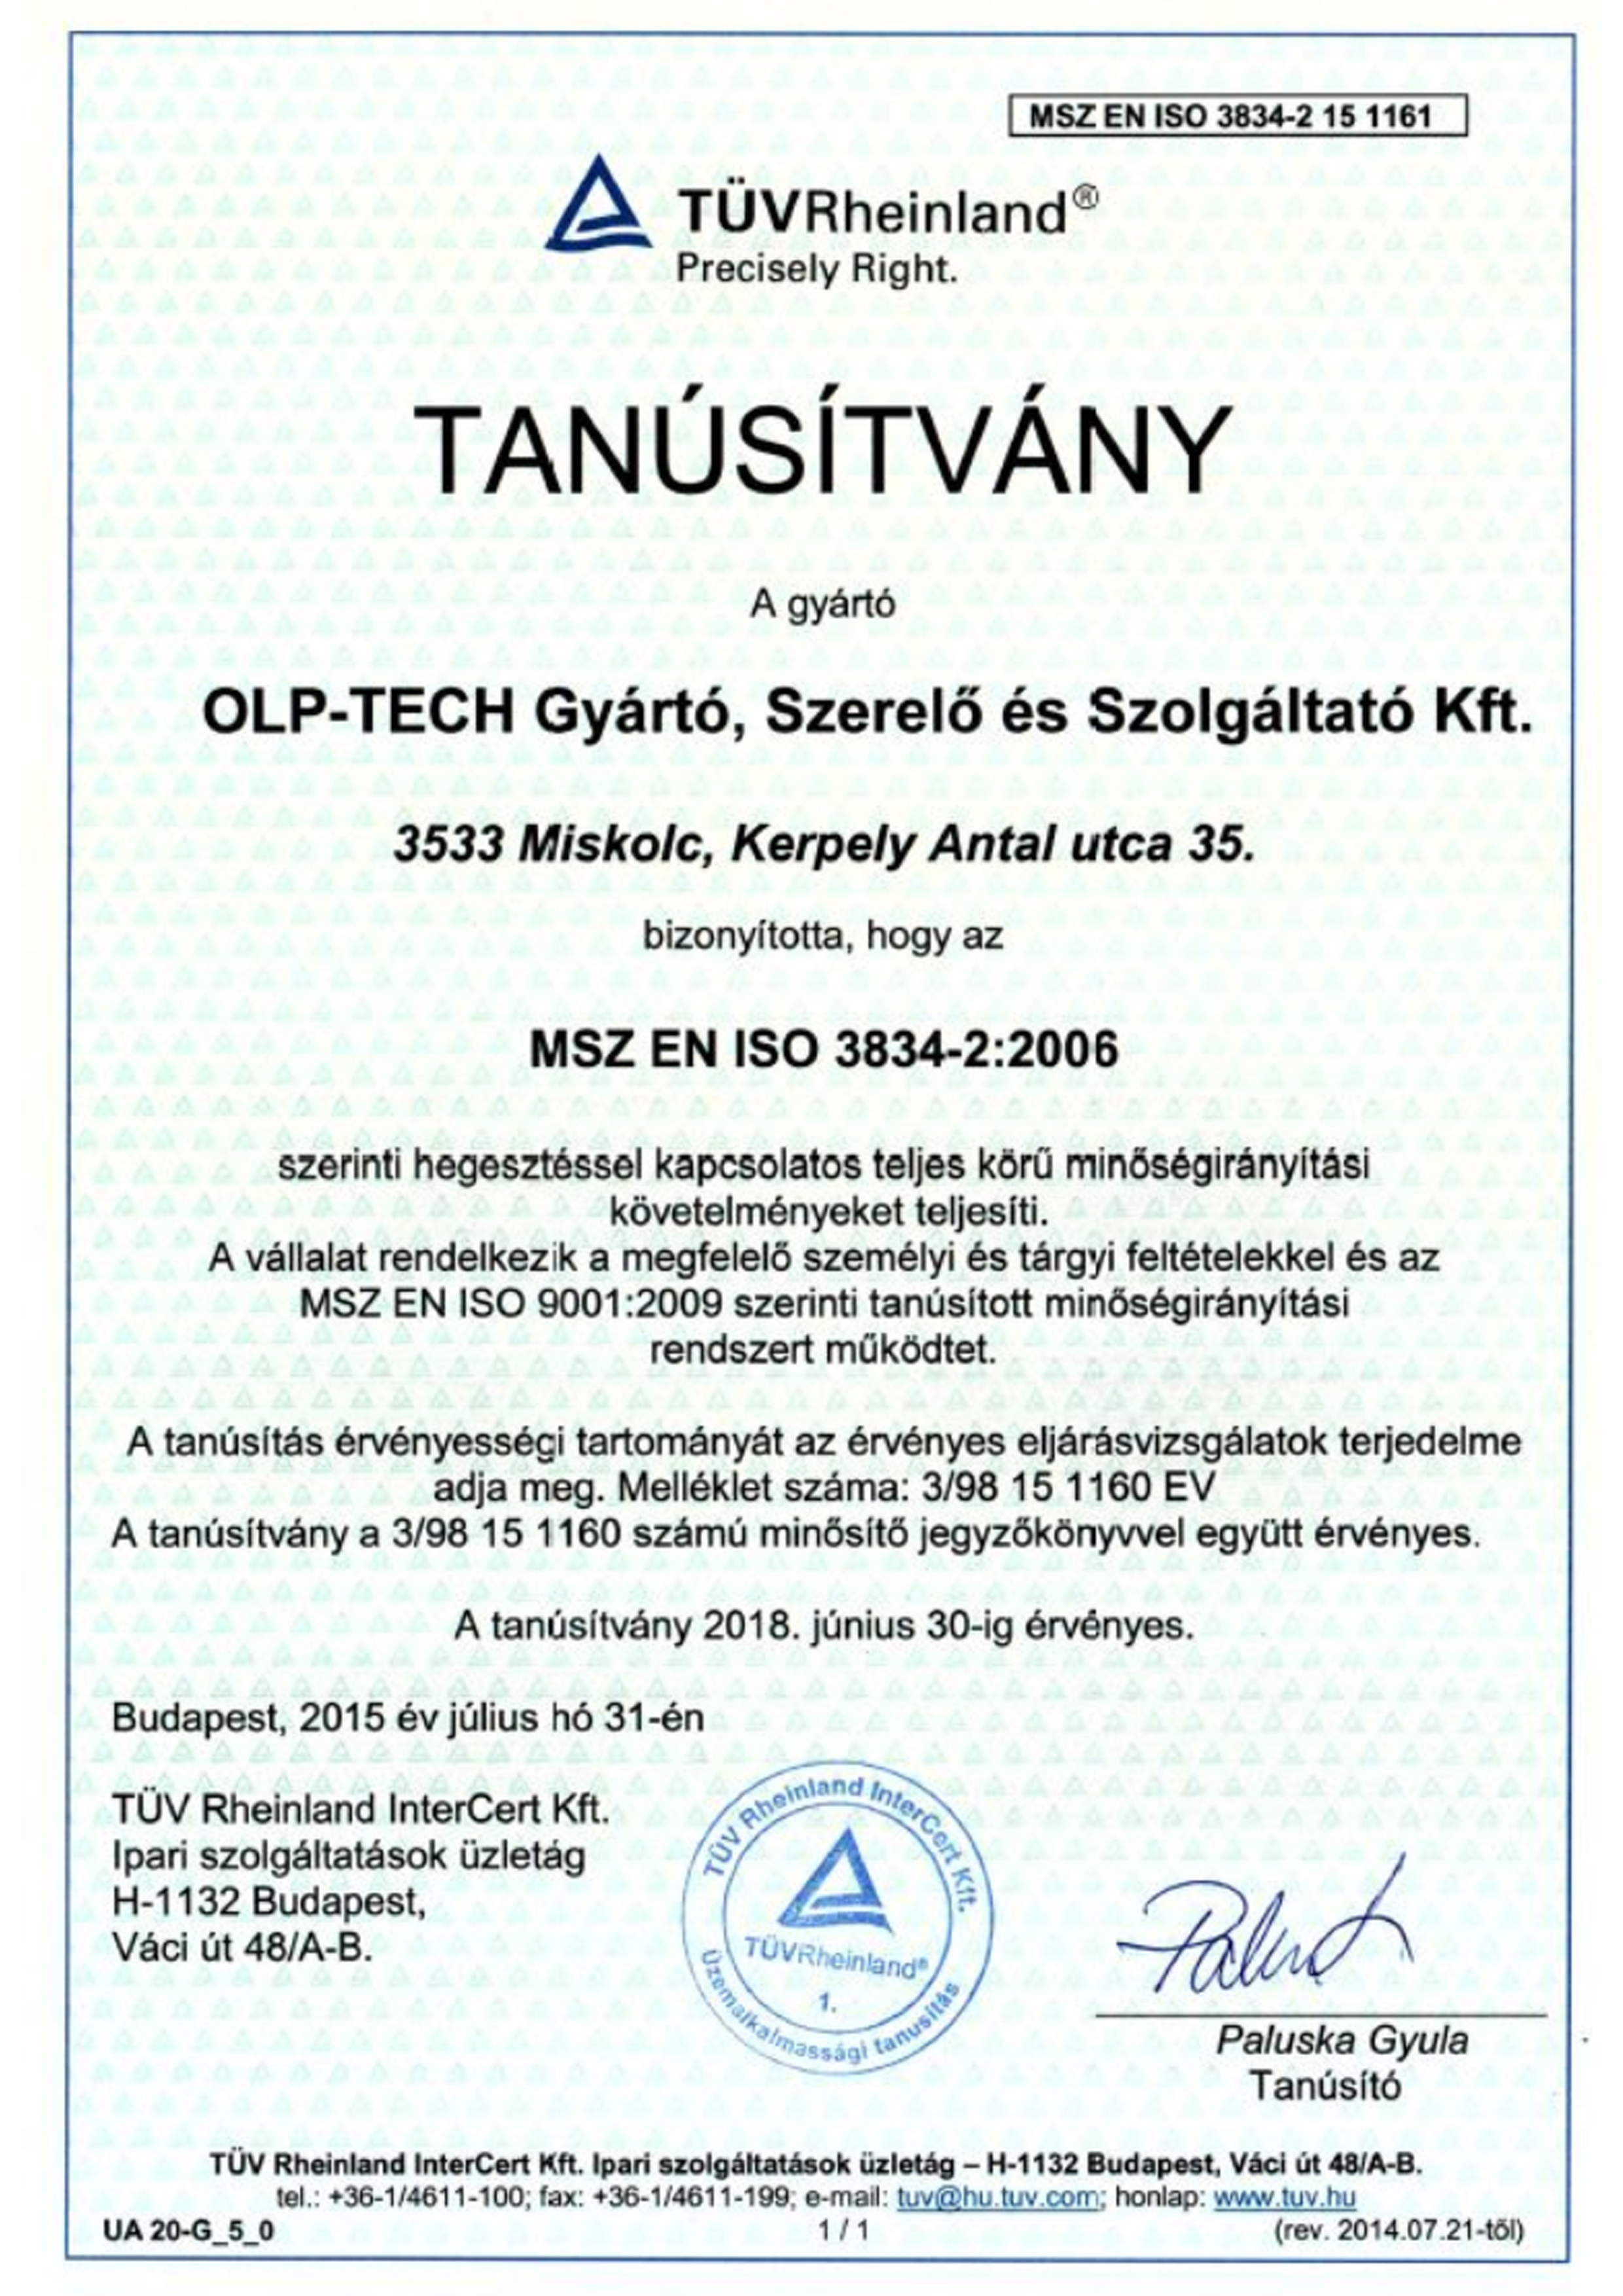 MSZ EN ISO 3834-2 15 1161
TÜVRheinland®
Precisely Right.
TANÚSÍTVÁNY
A gyártó
OLP-TECH Gyártó, Szerelő és Szolgáltató Kft.
3533 Miskolc, Kerpely Antal utca 35.
bizonyította, hogy az
MSZ EN ISO 3834-2:2006
szerinti hegesztéssel kapcsolatos teljes körű minőségirányítási
követelményeket teljesíti.
A vállalat rendelkezik a megfelelő személyi és tárgyi feltételekkel és az
MSZ EN ISO 9001:2009 szerinti tanúsított minőségirányítási
rendszert működtet.
A tanúsítás érvényességi tartományát az érvényes eljárásvizsgálatok terjedelme
adja meg. Melléklet száma: 3/98 15 1160 EV
A tanúsítvány a 3/98 15 1160 számú minősítő jegyzőkönyvvel együtt érvényes.
A tanúsítvány 2018. június 30-ig érvényes.
Budapest, 2015 év július hó 31-én
TÜV Rheinland InterCert Kft.
Ipari szolgáltatások üzletág
H-1132 Budapest,
Váci út 48/A-B.
TÜV Rheinland InterCert Kft.
TÜVRheinland®
1.
Üzemalkalmassági tanusítás
Paluska Gyula
Tanúsító
TÜV Rheinland InterCert Kft. Ipari szolgáltatások üzletág – H-1132 Budapest, Váci út 48/A-B.
tel.: +36-1/4611-100; fax: +36-1/4611-199; e-mail: tuv@hu.tuv.com; honlap: www.tuv.hu
UA 20-G_5_0
1 / 1
(rev. 2014.07.21-től)